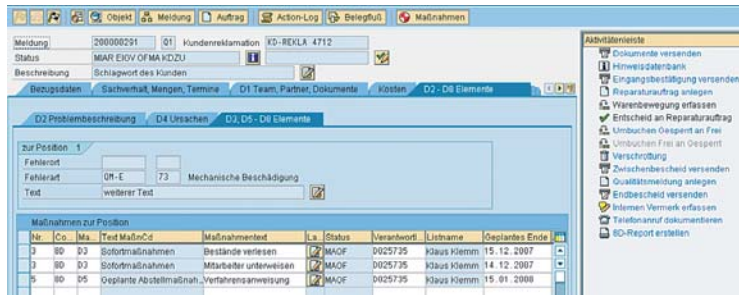 Objekt Meldung Auftrag Action-Log Belegfluß Maßnahmen
Meldung 200000291 Q1 Kundenreklamation KD-REKLA 4712
Status MIAR EIOV OFMA KDZU
Beschreibung Schlagwort des Kunden
Bezugsdaten Sachverhalt, Mengen, Termine D1 Team, Partner, Dokumente Kosten D2 - D8 Elemente
D2 Problembeschreibung D4 Ursachen D3, D5 - D8 Elemente
zur Position 1
Fehlerort
Fehlerart QM-E 73 Mechanische Beschädigung
Text weiterer Text
Maßnahmen zur Position
Nr. Co... Ma... Text MaßnCd Maßnahmentext La... Status Verantwortl... Listname Geplantes Ende
3 8D D3 Sofortmaßnahmen Bestände verlesen MAOF D025735 Klaus Klemm 15.12.2007
3 8D D3 Sofortmaßnahmen Mitarbeiter unterweisen MAOF D025735 Klaus Klemm 14.12.2007
5 8D D5 Geplante Abstellmaßnah... Verfahrensanweisung MAOF D025735 Klaus Klemm 15.01.2008
Aktivitätenleiste
Dokumente versenden
Hinweisdatenbank
Eingangsbestätigung versenden
Reparaturauftrag anlegen
Warenbewegung erfassen
Entscheid an Reparaturauftrag
Umbuchen Gesperrt an Frei
Umbuchen Frei an Gesperrt
Verschrottung
Zwischenbescheid versenden
Qualitätsmeldung anlegen
Endbescheid versenden
Internen Vermerk erfassen
Telefonanruf dokumentieren
8D-Report erstellen